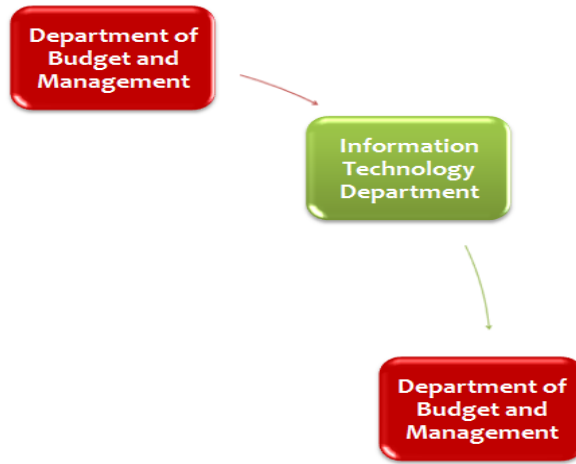 Department of
Budget and
Management
Information
Technology
Department
Department of
Budget and
Management